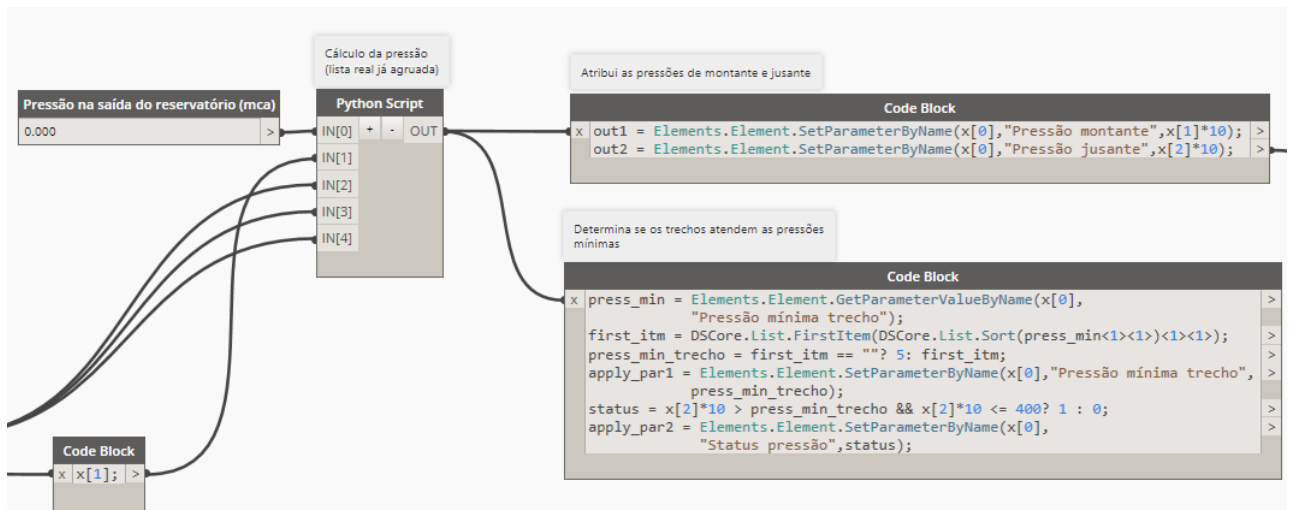 Cálculo da pressão
(lista real já agruada)
Pressão na saída do reservatório (mca)
0.000
>
Python Script
IN[0] + - OUT
IN[1]
IN[2]
IN[3]
IN[4]
Atribui as pressões de montante e jusante
Code Block
x out1 = Elements.Element.SetParameterByName(x[0],"Pressão montante",x[1]*10); >
out2 = Elements.Element.SetParameterByName(x[0],"Pressão jusante",x[2]*10); >
Determina se os trechos atendem as pressões
mínimas
Code Block
x press_min = Elements.Element.GetParameterValueByName(x[0], >
"Pressão mínima trecho");
first_itm = DSCore.List.FirstItem(DSCore.List.Sort(press_min<1><1>)<1><1>); >
press_min_trecho = first_itm == ""? 5: first_itm; >
apply_par1 = Elements.Element.SetParameterByName(x[0],"Pressão mínima trecho", >
press_min_trecho);
status = x[2]*10 > press_min_trecho && x[2]*10 <= 400? 1 : 0; >
apply_par2 = Elements.Element.SetParameterByName(x[0], >
"Status pressão",status);
Code Block
x x[1]; >